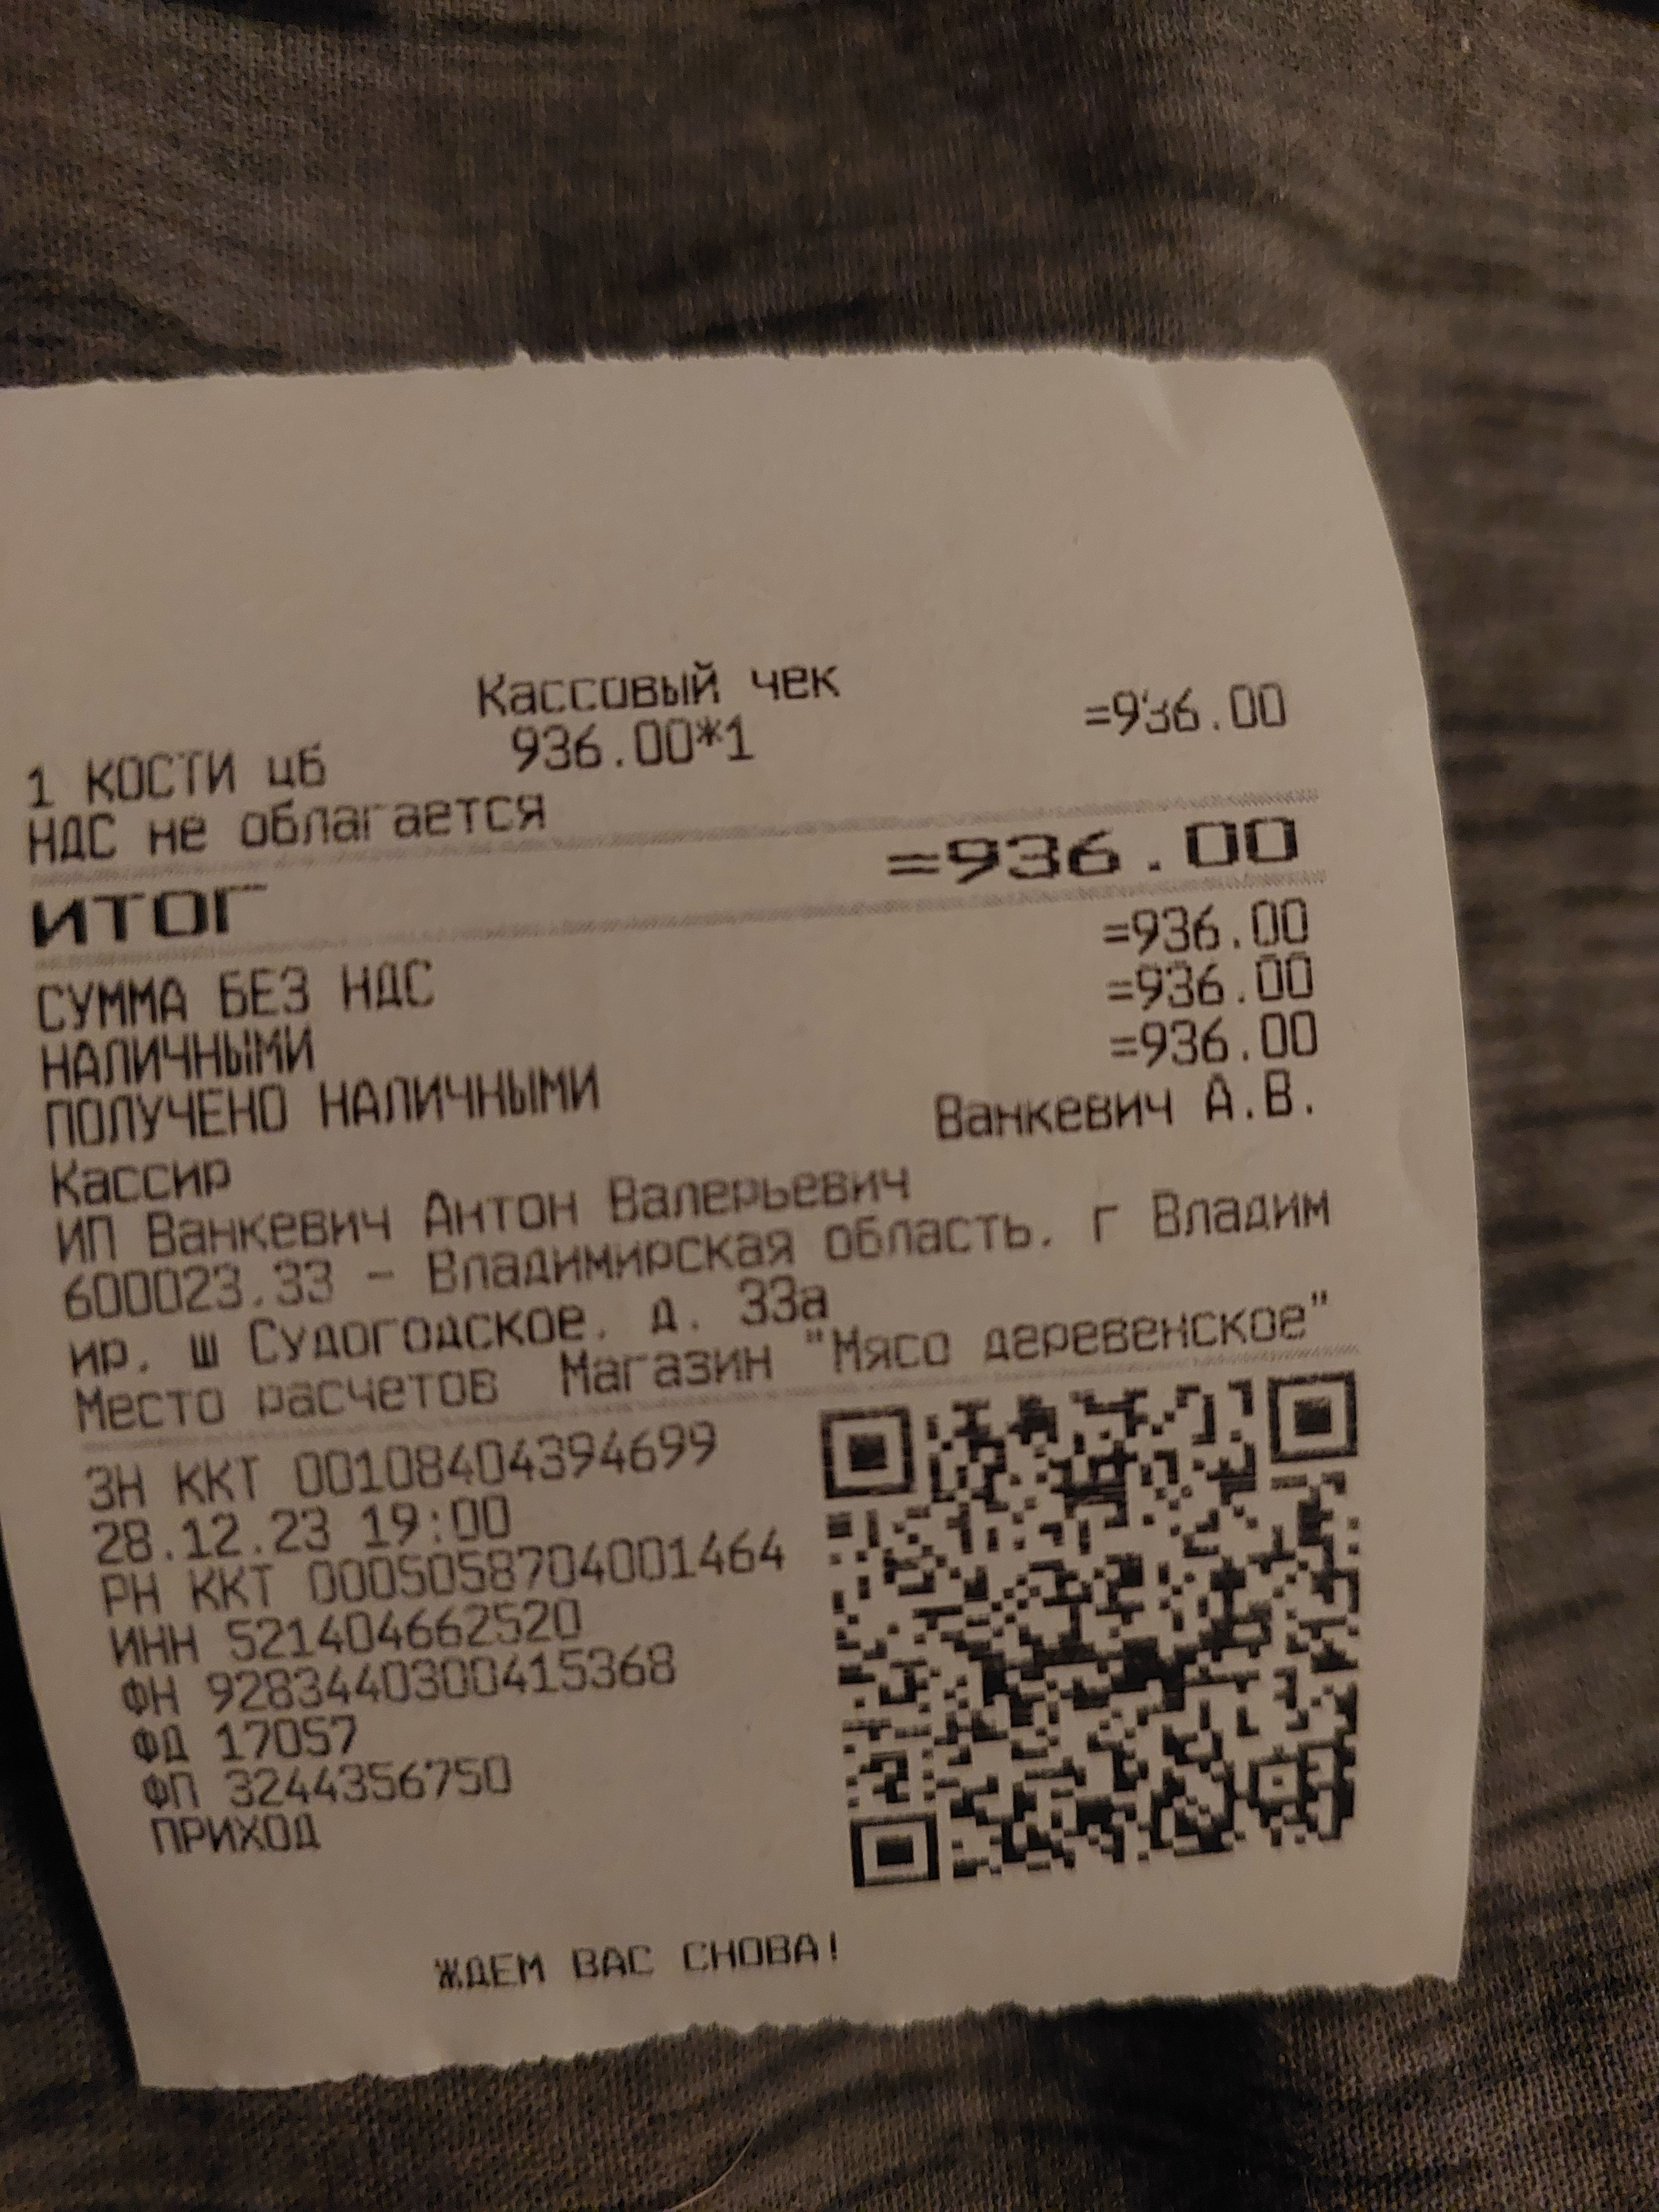 Кассовый чек
1 КОСТИ цб 936.00*1 =936.00
НДС не облагается
ИТОГ =936.00
СУММА БЕЗ НДС =936.00
НАЛИЧНЫМИ =936.00
ПОЛУЧЕНО НАЛИЧНЫМИ =936.00
Кассир Ванкевич А.В.
ИП Ванкевич Антон Валерьевич
600023,33 - Владимирская область, г Владим
ир, ш Судогодское, д. 33а
Место расчетов Магазин "Мясо деревенское"
ЗН ККТ 00108404394699
28.12.23 19:00
РН ККТ 0005058704001464
ИНН 521404662520
ФН 9283440300415368
ФД 17057
ФП 3244356750
ПРИХОД
ЖДЕМ ВАС СНОВА!